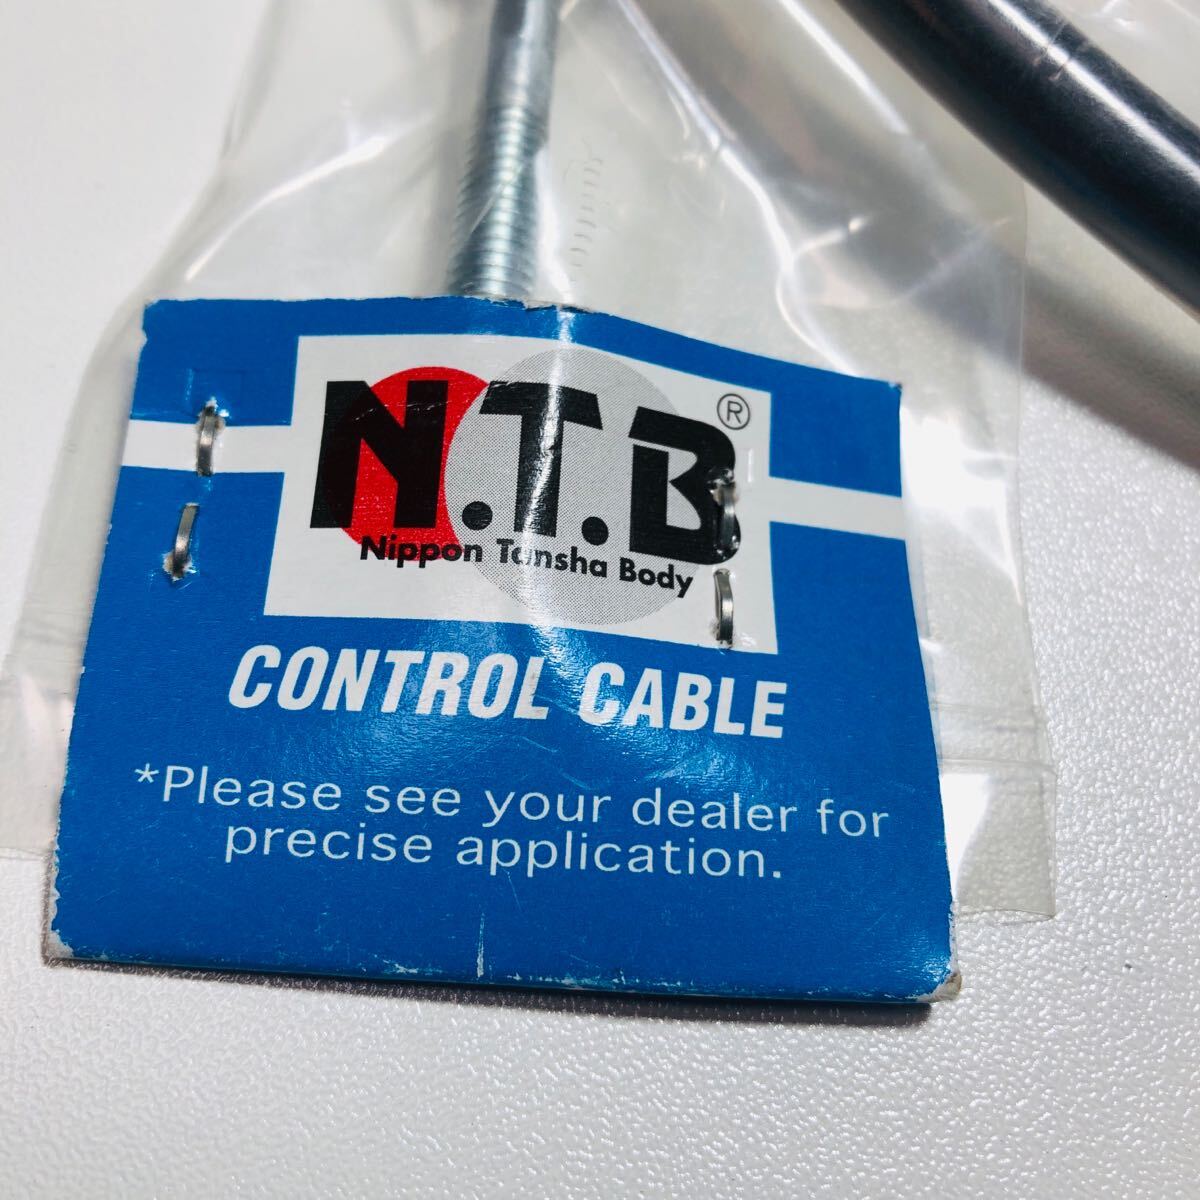 N.T.B ®
Nippon Tansha Body
CONTROL CABLE
*Please see your dealer for
precise application.